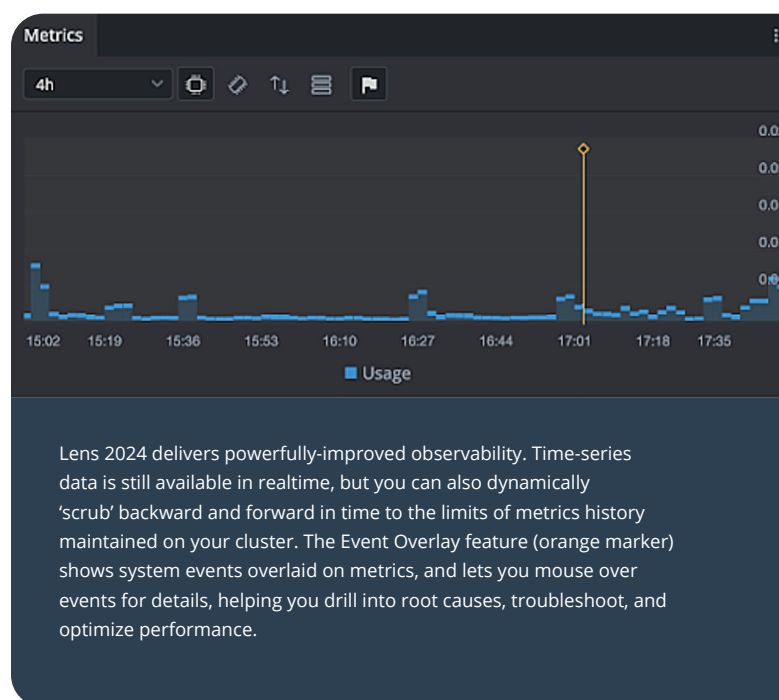 Metrics
4h
0.0
0.0
0.0
0.0
0.0
15:02 15:19 15:36 15:53 16:10 16:27 16:44 17:01 17:18 17:35
Usage
Lens 2024 delivers powerfully-improved observability. Time-series
data is still available in realtime, but you can also dynamically
‘scrub’ backward and forward in time to the limits of metrics history
maintained on your cluster. The Event Overlay feature (orange marker)
shows system events overlaid on metrics, and lets you mouse over
events for details, helping you drill into root causes, troubleshoot, and
optimize performance.